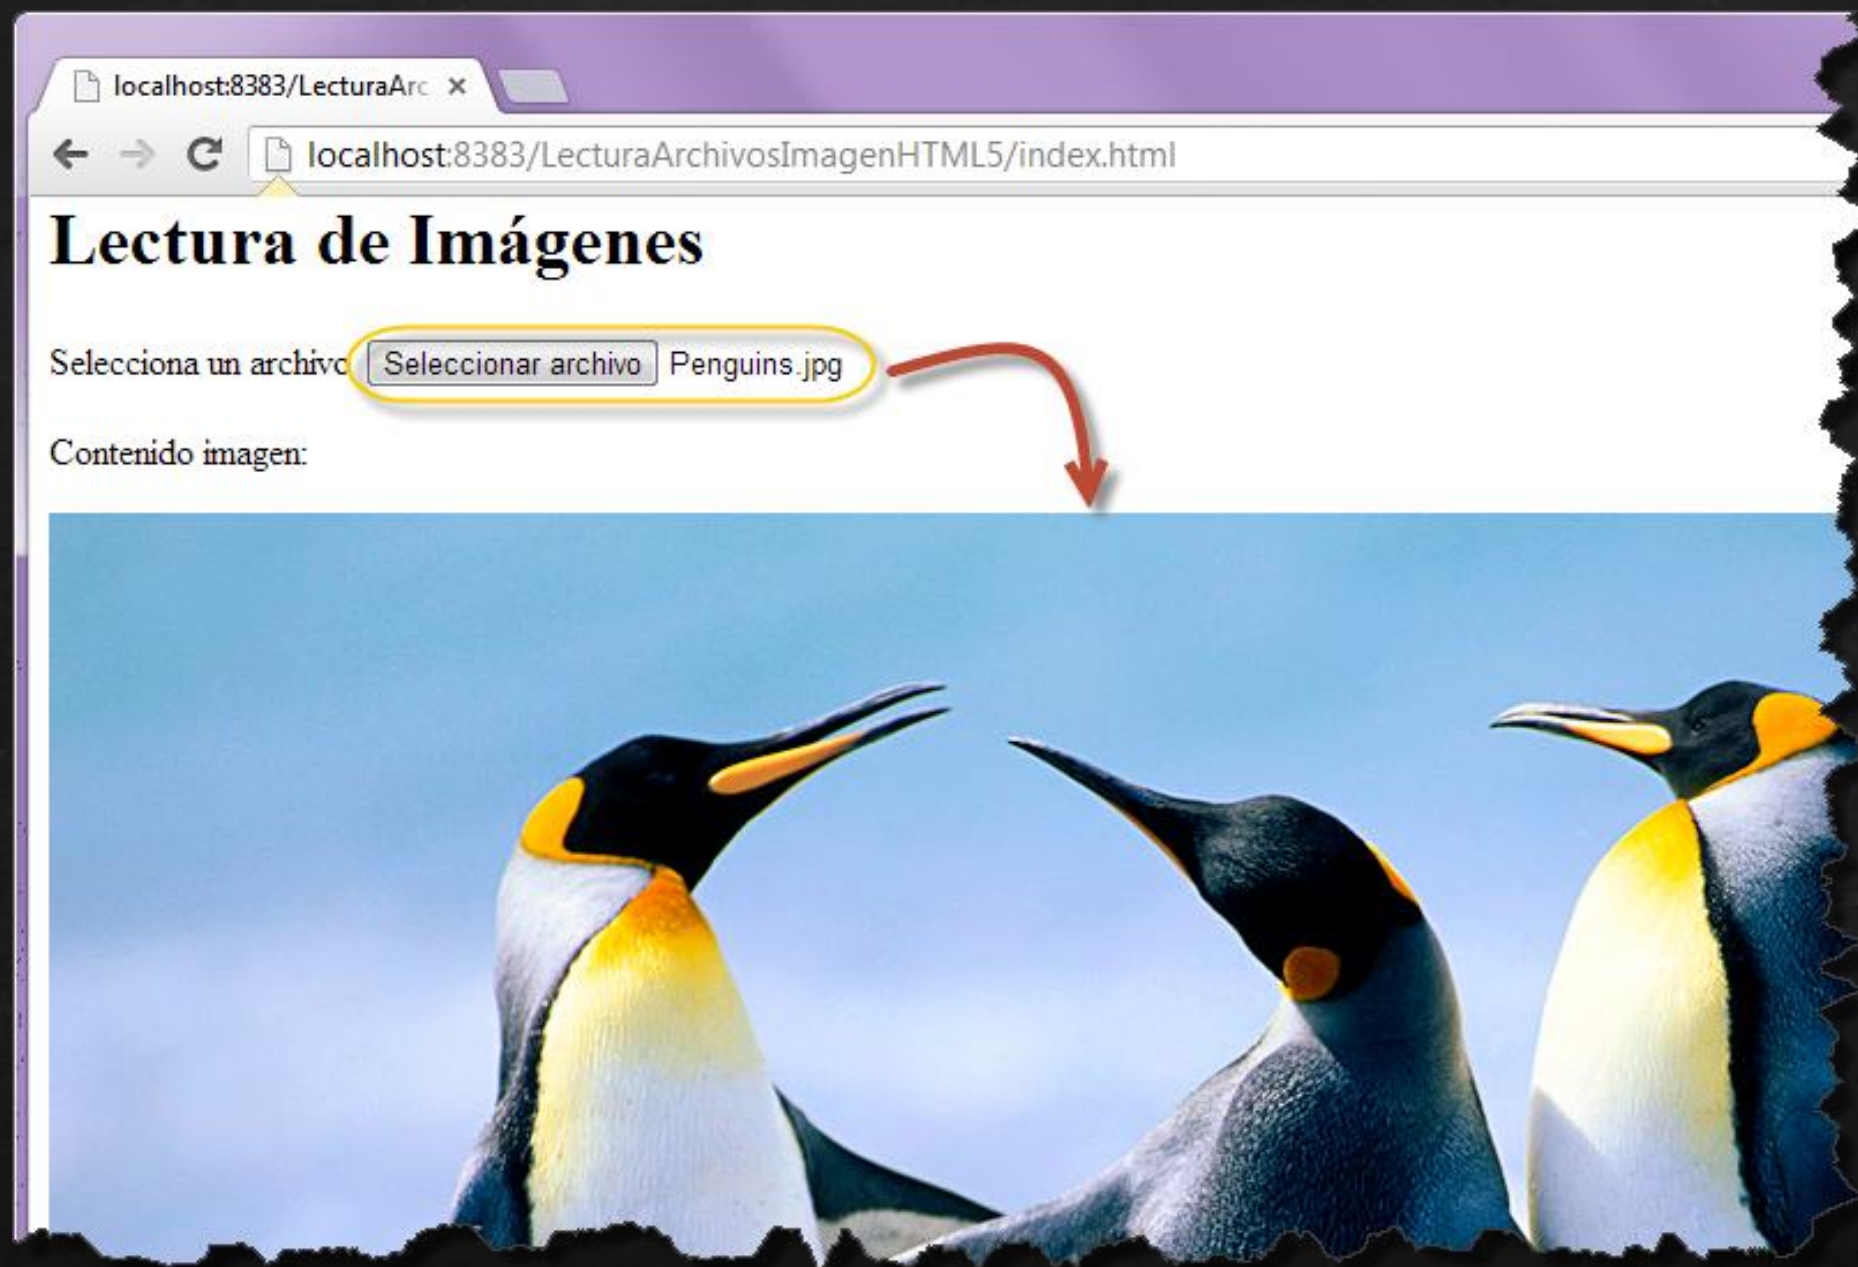 localhost:8383/LecturaArc
localhost:8383/LecturaArchivosImagenHTML5/index.html
Lectura de Imágenes
Selecciona un archivo Seleccionar archivo Penguins.jpg
Contenido imagen: